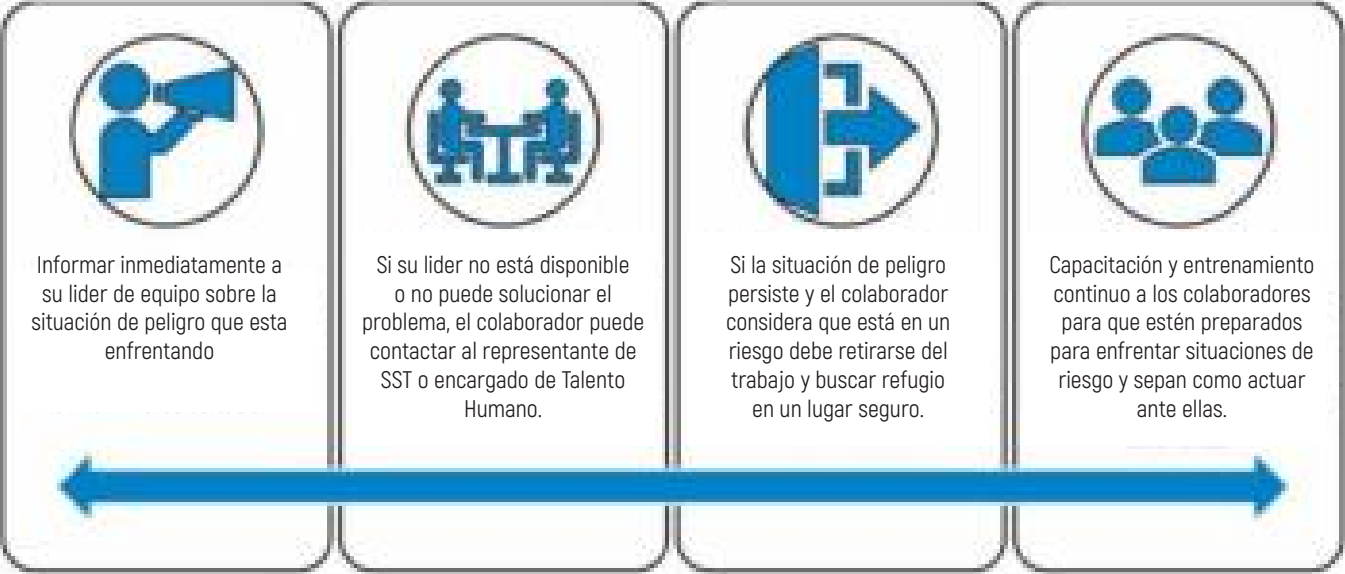 Informar inmediatamente a
su lider de equipo sobre la
situación de peligro que esta
enfrentando
Si su lider no está disponible
o no puede solucionar el
problema, el colaborador puede
contactar al representante de
SST o encargado de Talento
Humano.
Si la situación de peligro
persiste y el colaborador
considera que está en un
riesgo debe retirarse del
trabajo y buscar refugio
en un lugar seguro.
Capacitación y entrenamiento
continuo a los colaboradores
para que estén preparados
para enfrentar situaciones de
riesgo y sepan como actuar
ante ellas.